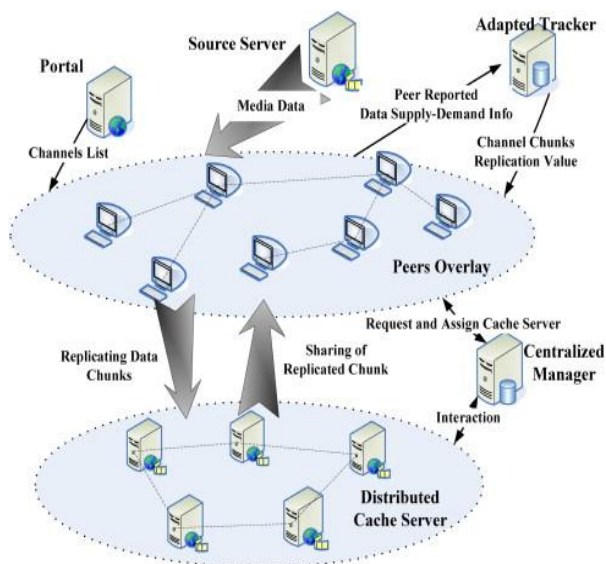 Source Server
Adapted Tracker
Portal
Media Data
Peer Reported
Data Supply-Demand Info
Channels List
Channel Chunks
Replication Value
Peers Overlay
Request and Assign Cache Server
Replicating Data
Chunks
Sharing of
Replicated Chunk
Centralized
Manager
Interaction
Distributed
Cache Server